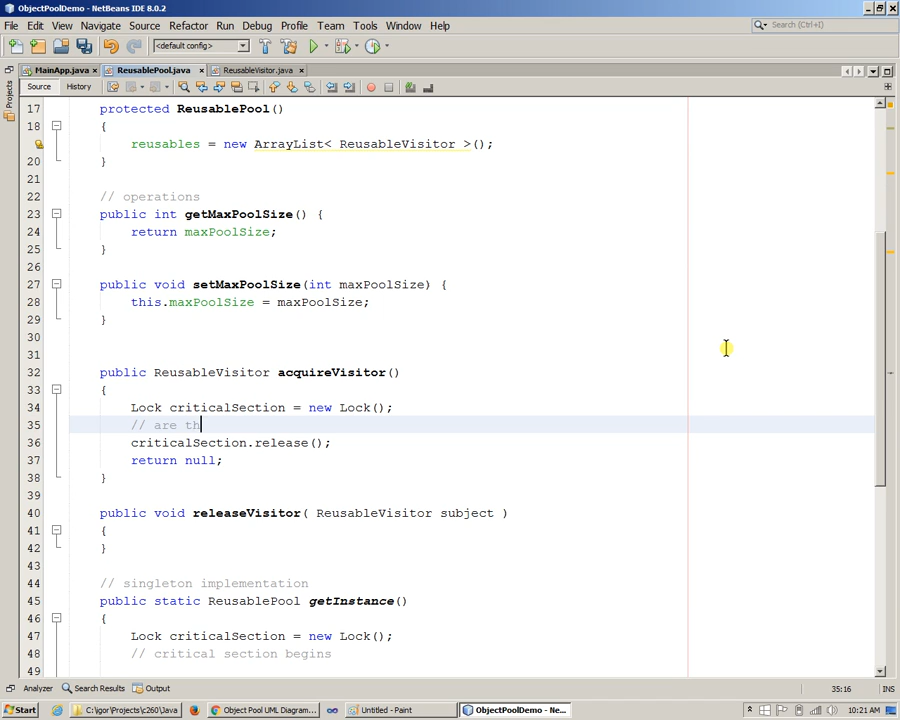 ObjectPoolDemo - NetBeans IDE 8.0.2
File Edit View Navigate Source Refactor Run Debug Profile Team Tools Window Help
<default config> Search (Ctrl+I)
MainApp.java ReusablePool.java ReusableVisitor.java
Projects
Source History
17 protected ReusablePool()
18 {
reusables = new ArrayList< ReusableVisitor >();
20 }
21
22 // operations
23 public int getMaxPoolSize() {
24 return maxPoolSize;
25 }
26
27 public void setMaxPoolSize(int maxPoolSize) {
28 this.maxPoolSize = maxPoolSize;
29 }
30
31
32 public ReusableVisitor acquireVisitor()
33 {
34 Lock criticalSection = new Lock();
35 // are th
36 criticalSection.release();
37 return null;
38 }
39
40 public void releaseVisitor( ReusableVisitor subject )
41 {
42 }
43
44 // singleton implementation
45 public static ReusablePool getInstance()
46 {
47 Lock criticalSection = new Lock();
48 // critical section begins
49
Analyzer Search Results Output 35:16 INS
Start C:\igor\Projects\c260\Java Object Pool UML Diagram... Untitled - Paint ObjectPoolDemo - Ne... 10:21 AM